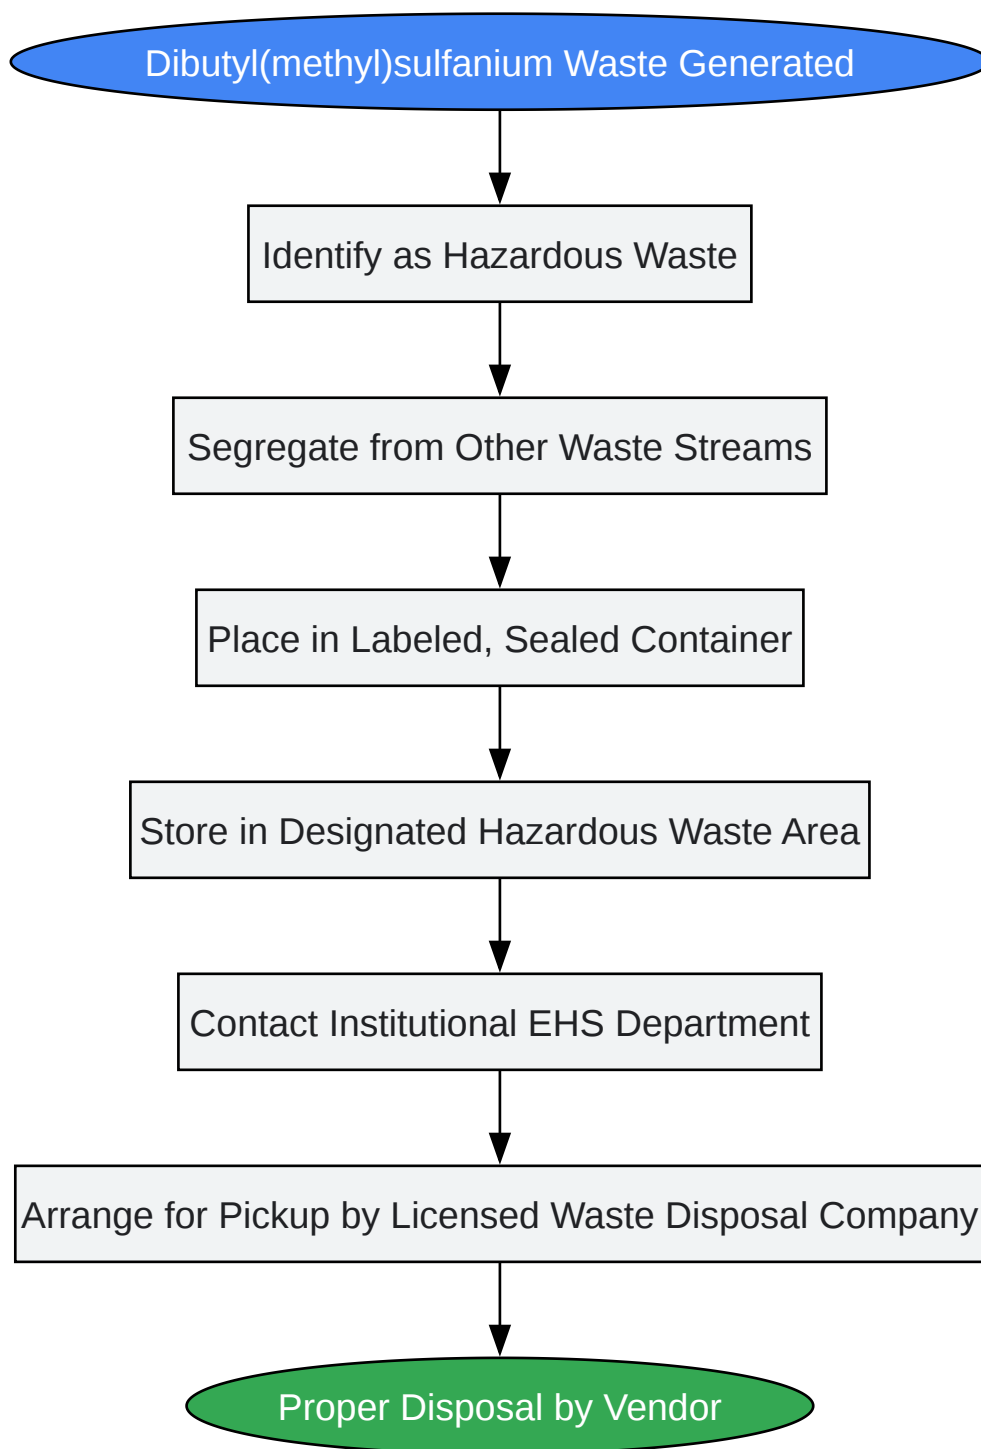 Dibutyl(methyl)sulfanium Waste Generated
Identify as Hazardous Waste
Segregate from Other Waste Streams
Place in Labeled, Sealed Container
Store in Designated Hazardous Waste Area
Contact Institutional EHS Department
Arrange for Pickup by Licensed Waste Disposal Company
Proper Disposal by Vendor